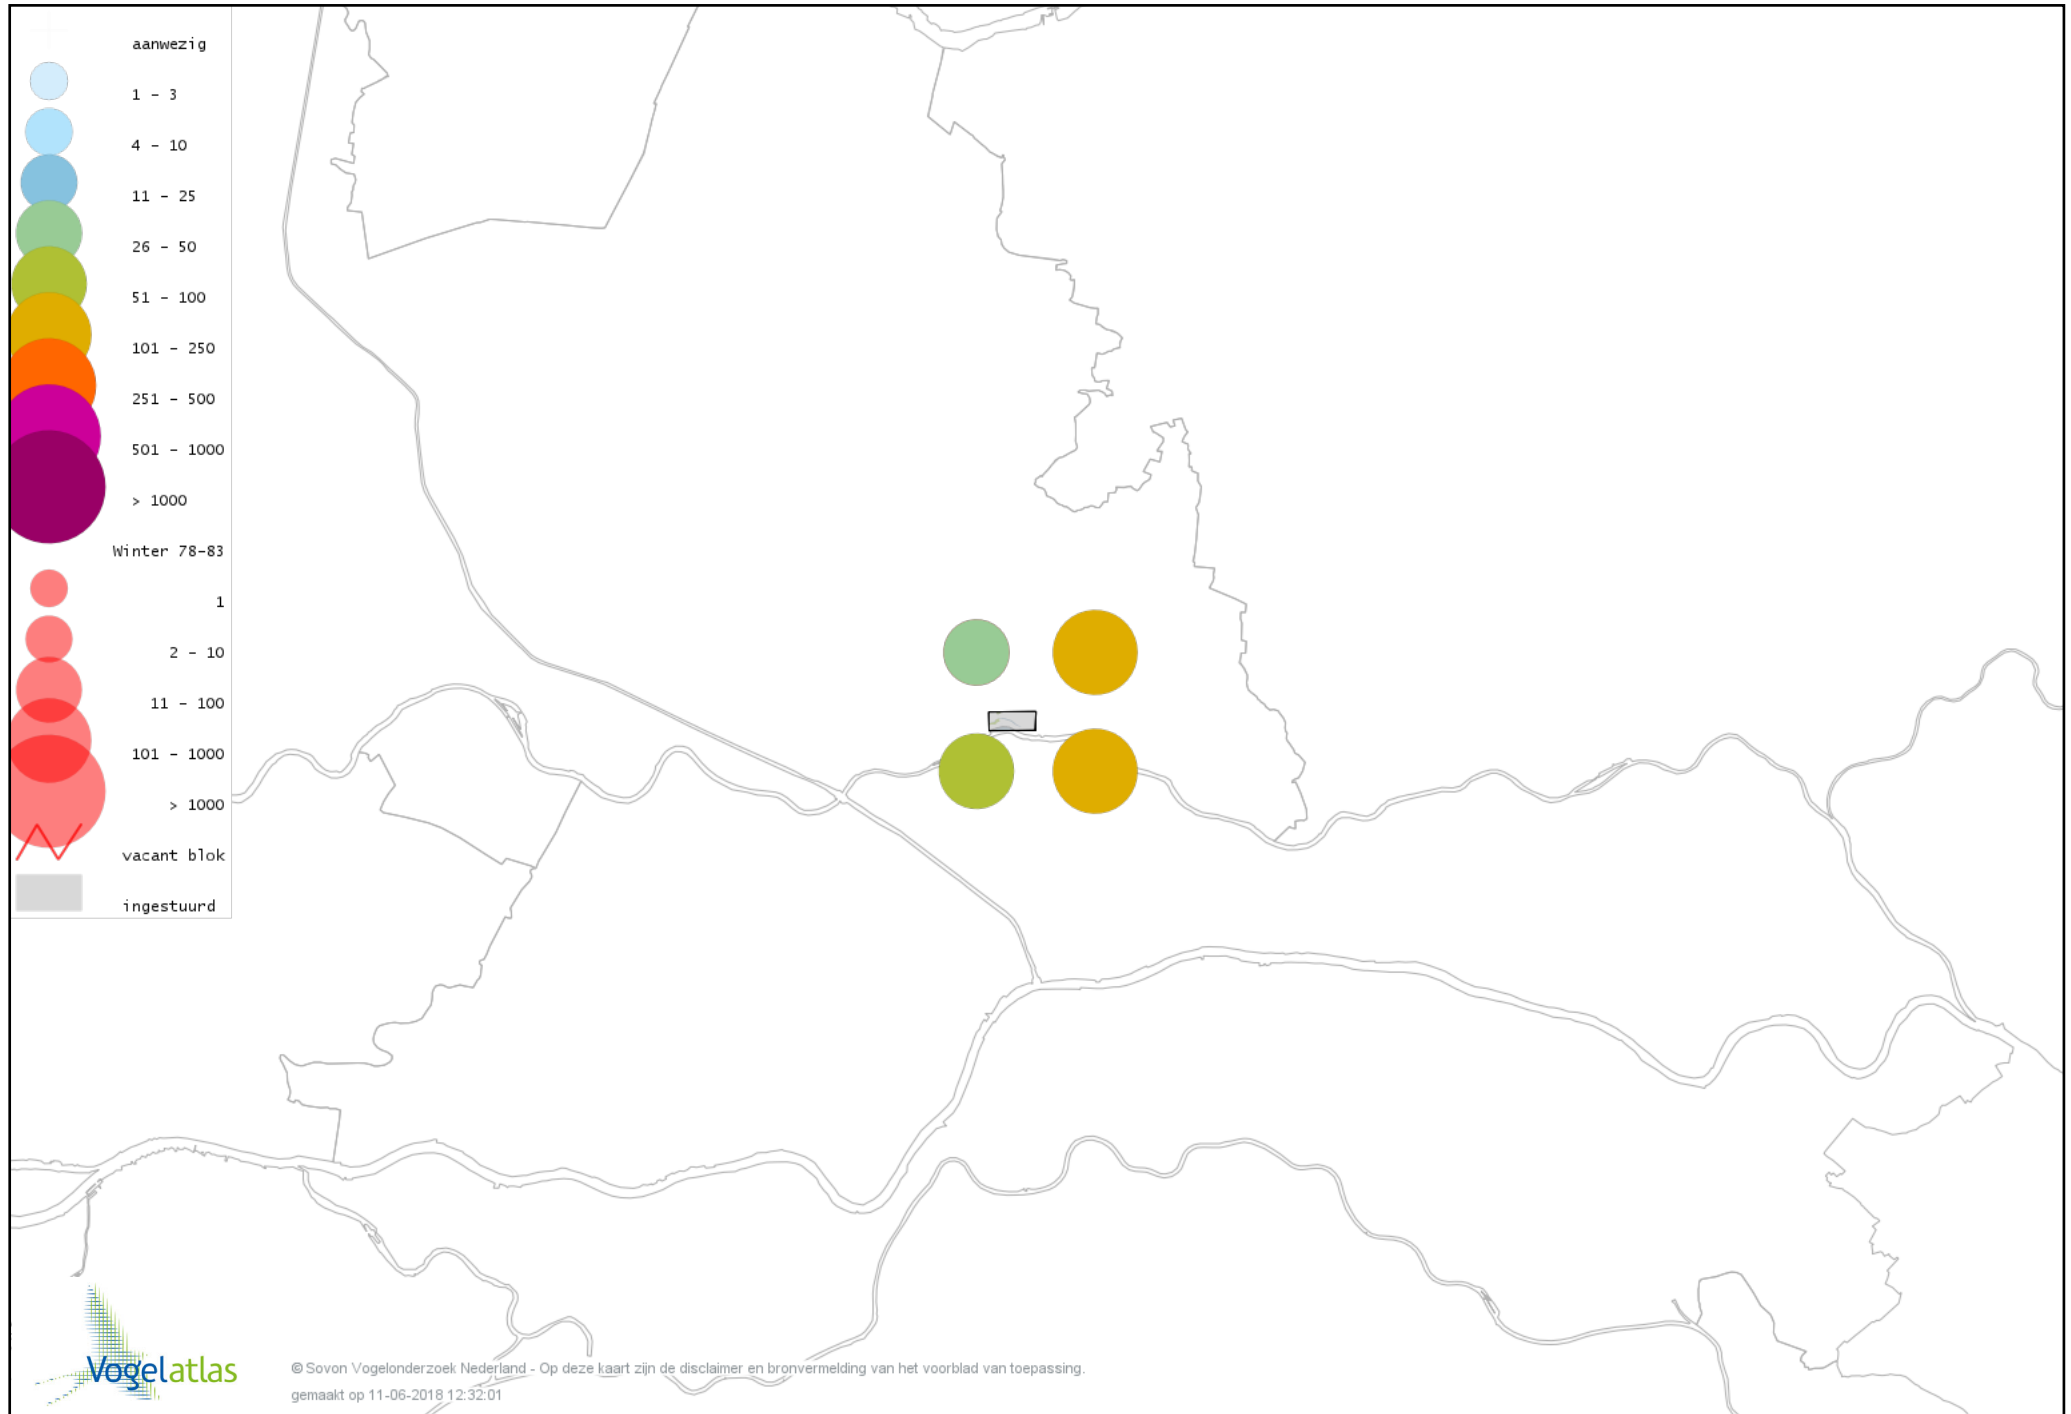 aanwezig
1 - 3
4 - 10
11 - 25
26 - 50
51 - 100
101 - 250
251 - 500
501 - 1000
> 1000
Winter 78-83
1
2 - 10
11 - 100
101 - 1000
> 1000
vacant blok
ingestuurd
Vogelatlas
© Sovon Vogelonderzoek Nederland - Op deze kaart zijn de disclaimer en bronvermelding van het voorblad van toepassing.
gemaakt op 11-06-2018 12:32:01